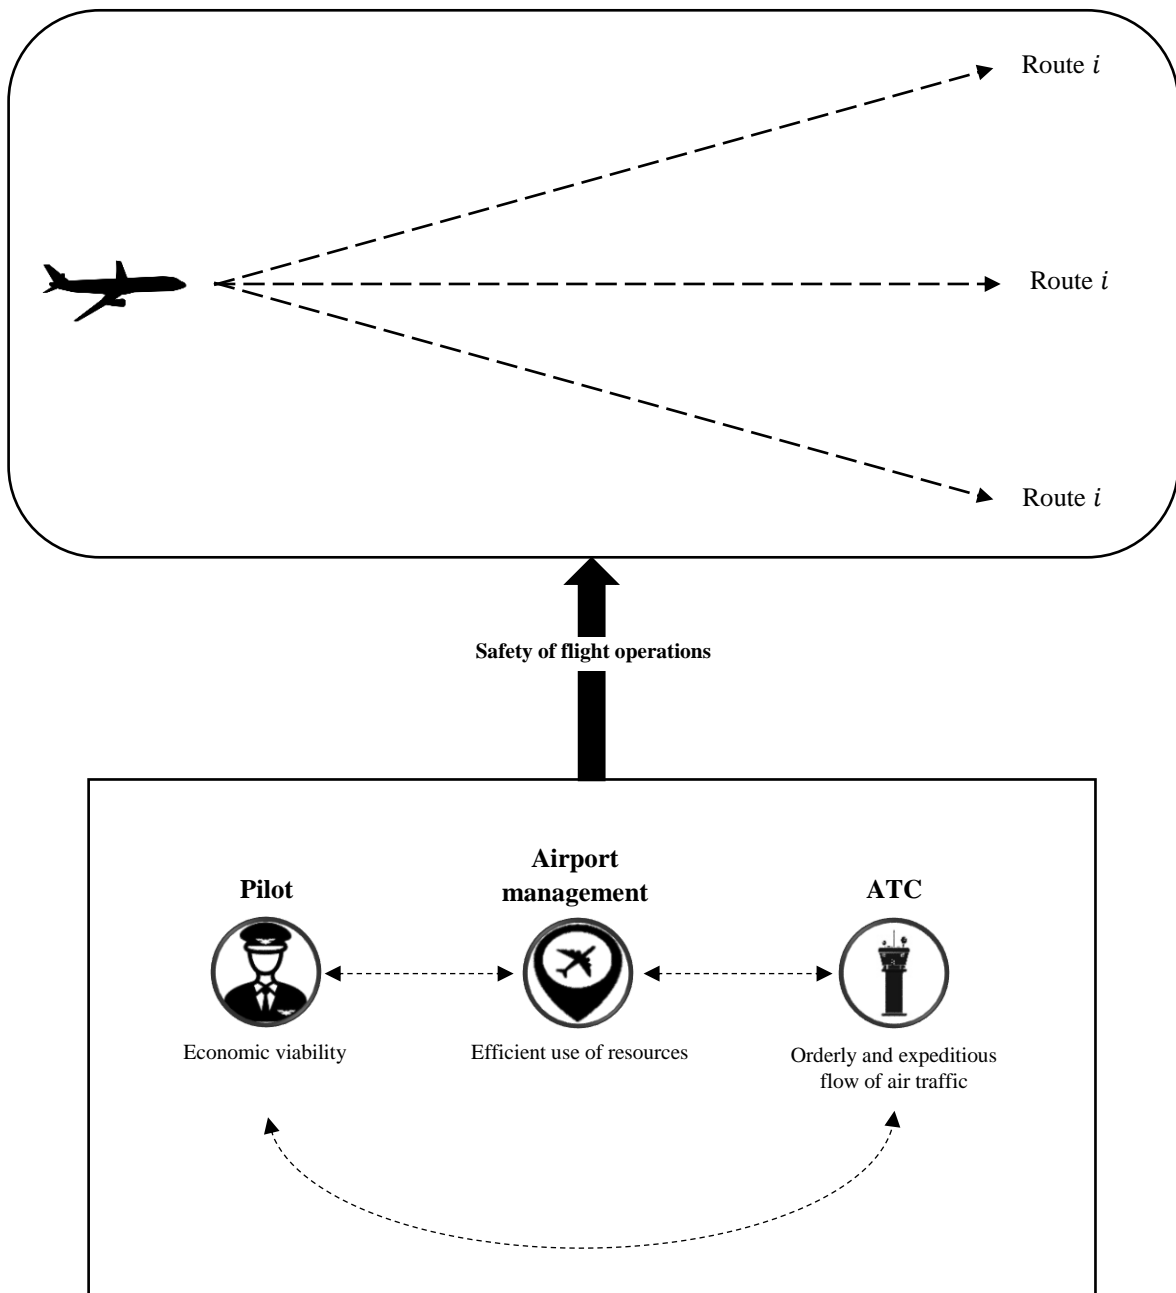 Route i
Route i
Route i
Safety of flight operations
Airport
management
Pilot
ATC
Economic viability
Efficient use of resources
Orderly and expeditious
flow of air traffic